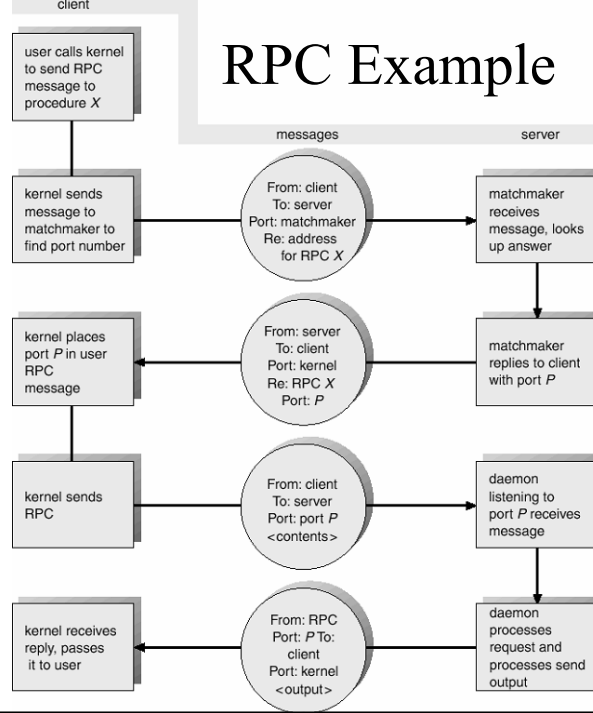 client
RPC Example
user calls kernel
to send RPC
message to
procedure X
messages
server
kernel sends
message to
matchmaker to
find port number
From: client
To: server
Port: matchmaker
Re: address
for RPC X
matchmaker
receives
message, looks
up answer
kernel places
port P in user
RPC
message
From: server
To: client
Port: kernel
Re: RPC X
Port: P
matchmaker
replies to client
with port P
kernel sends
RPC
From: client
To: server
Port: port P
<contents>
daemon
listening to
port P receives
message
kernel receives
reply, passes
it to user
From: RPC
Port: P To:
client
Port: kernel
<output>
daemon
processes
request and
processes send
output